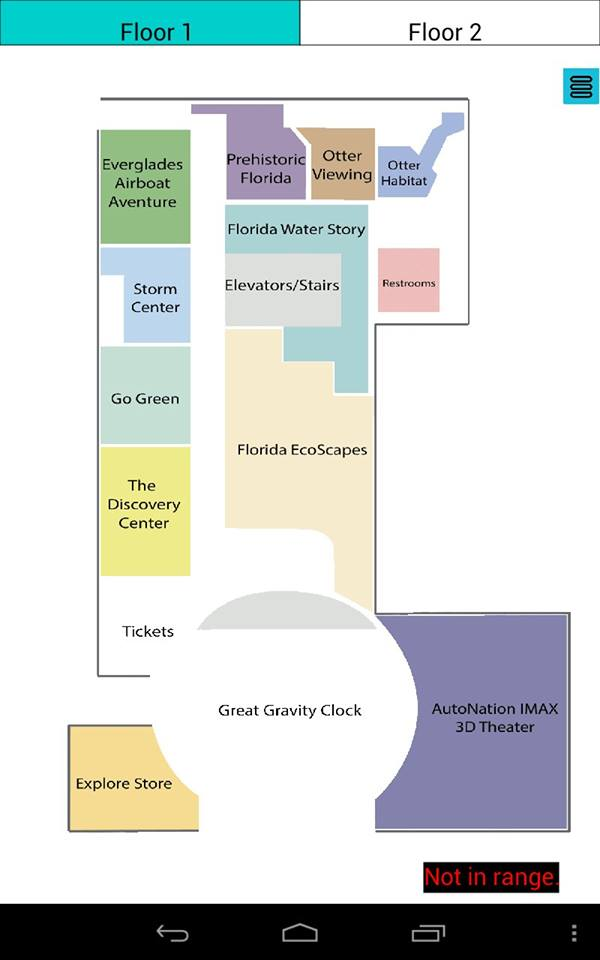 Floor 1
Floor 2
Everglades
Airboat
Aventure
Prehistoric
Florida
Otter
Viewing
Otter
Habitat
Florida Water Story
Elevators/Stairs
Restrooms
Storm
Center
Go Green
Florida EcoScapes
The
Discovery
Center
Tickets
Great Gravity Clock
AutoNation IMAX
3D Theater
Explore Store
Not in range.